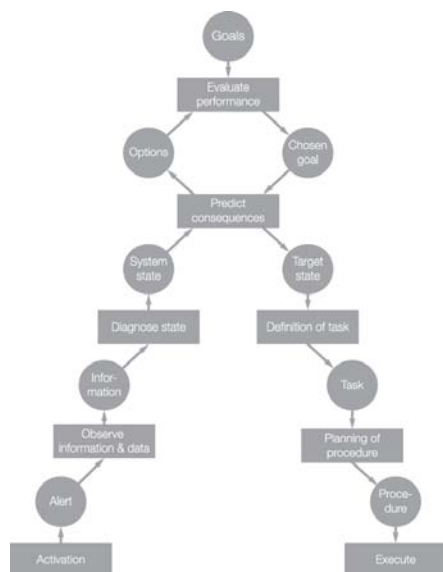 Goals
Evaluate
performance
Options
Chosen
goal
Predict
consequences
System
state
Target
state
Diagnose state
Definition of task
Infor-
mation
Task
Observe
information & data
Planning of
procedure
Alert
Proce-
dure
Activation
Execute